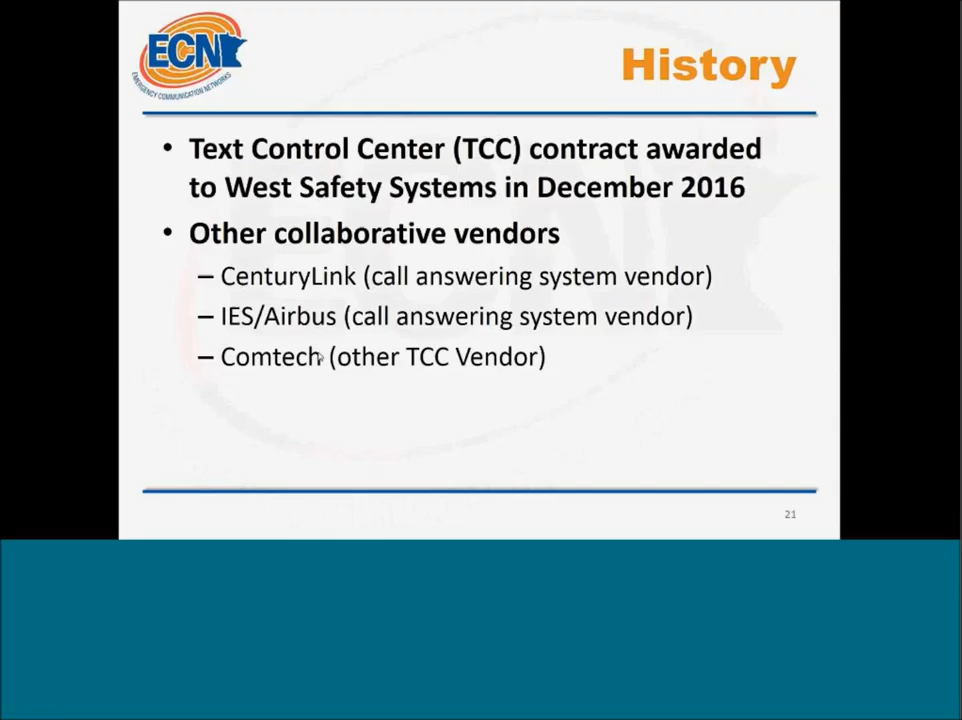 ECN
EMERGENCY COMMUNICATION NETWORKS
History
• Text Control Center (TCC) contract awarded
to West Safety Systems in December 2016
• Other collaborative vendors
– CenturyLink (call answering system vendor)
– IES/Airbus (call answering system vendor)
– Comtech (other TCC Vendor)
21